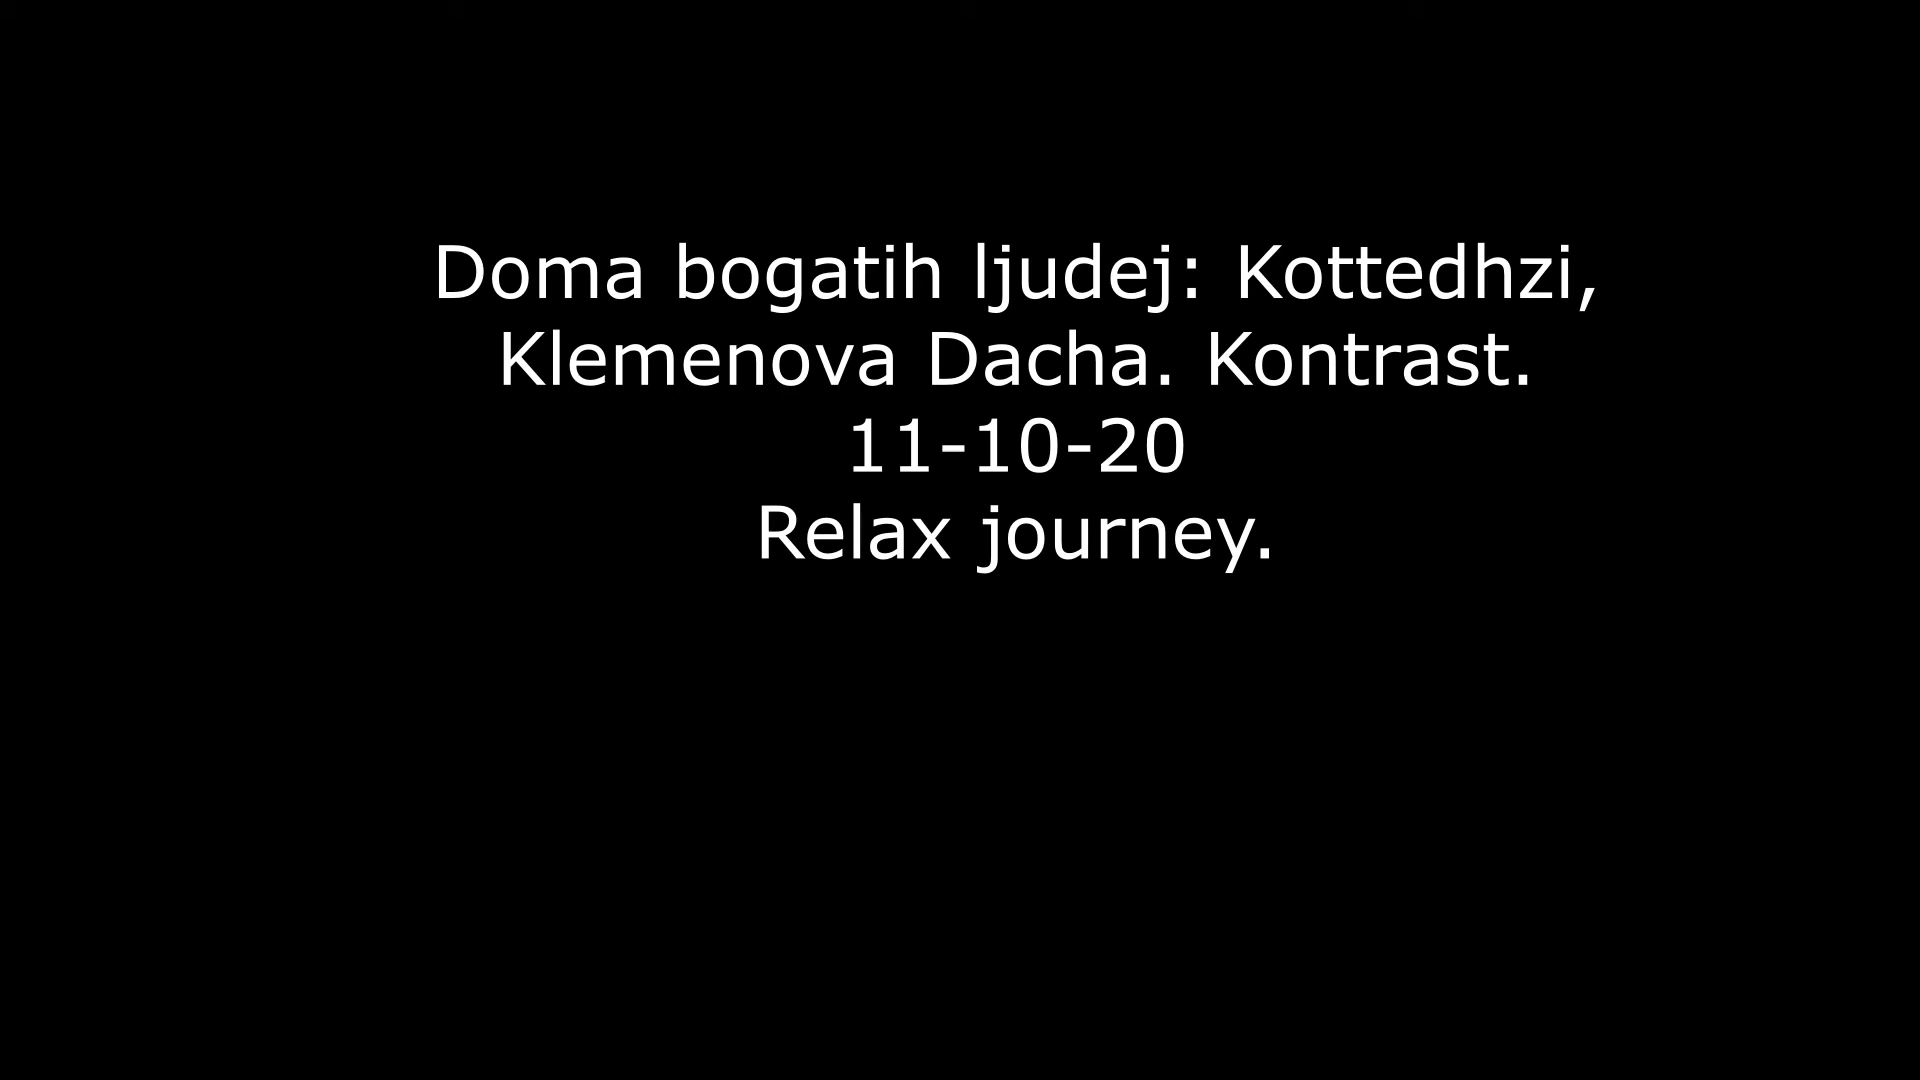 Doma bogatih ljudej: Kottedhzi,
Klemenova Dacha. Kontrast.
11-10-20
Relax journey.